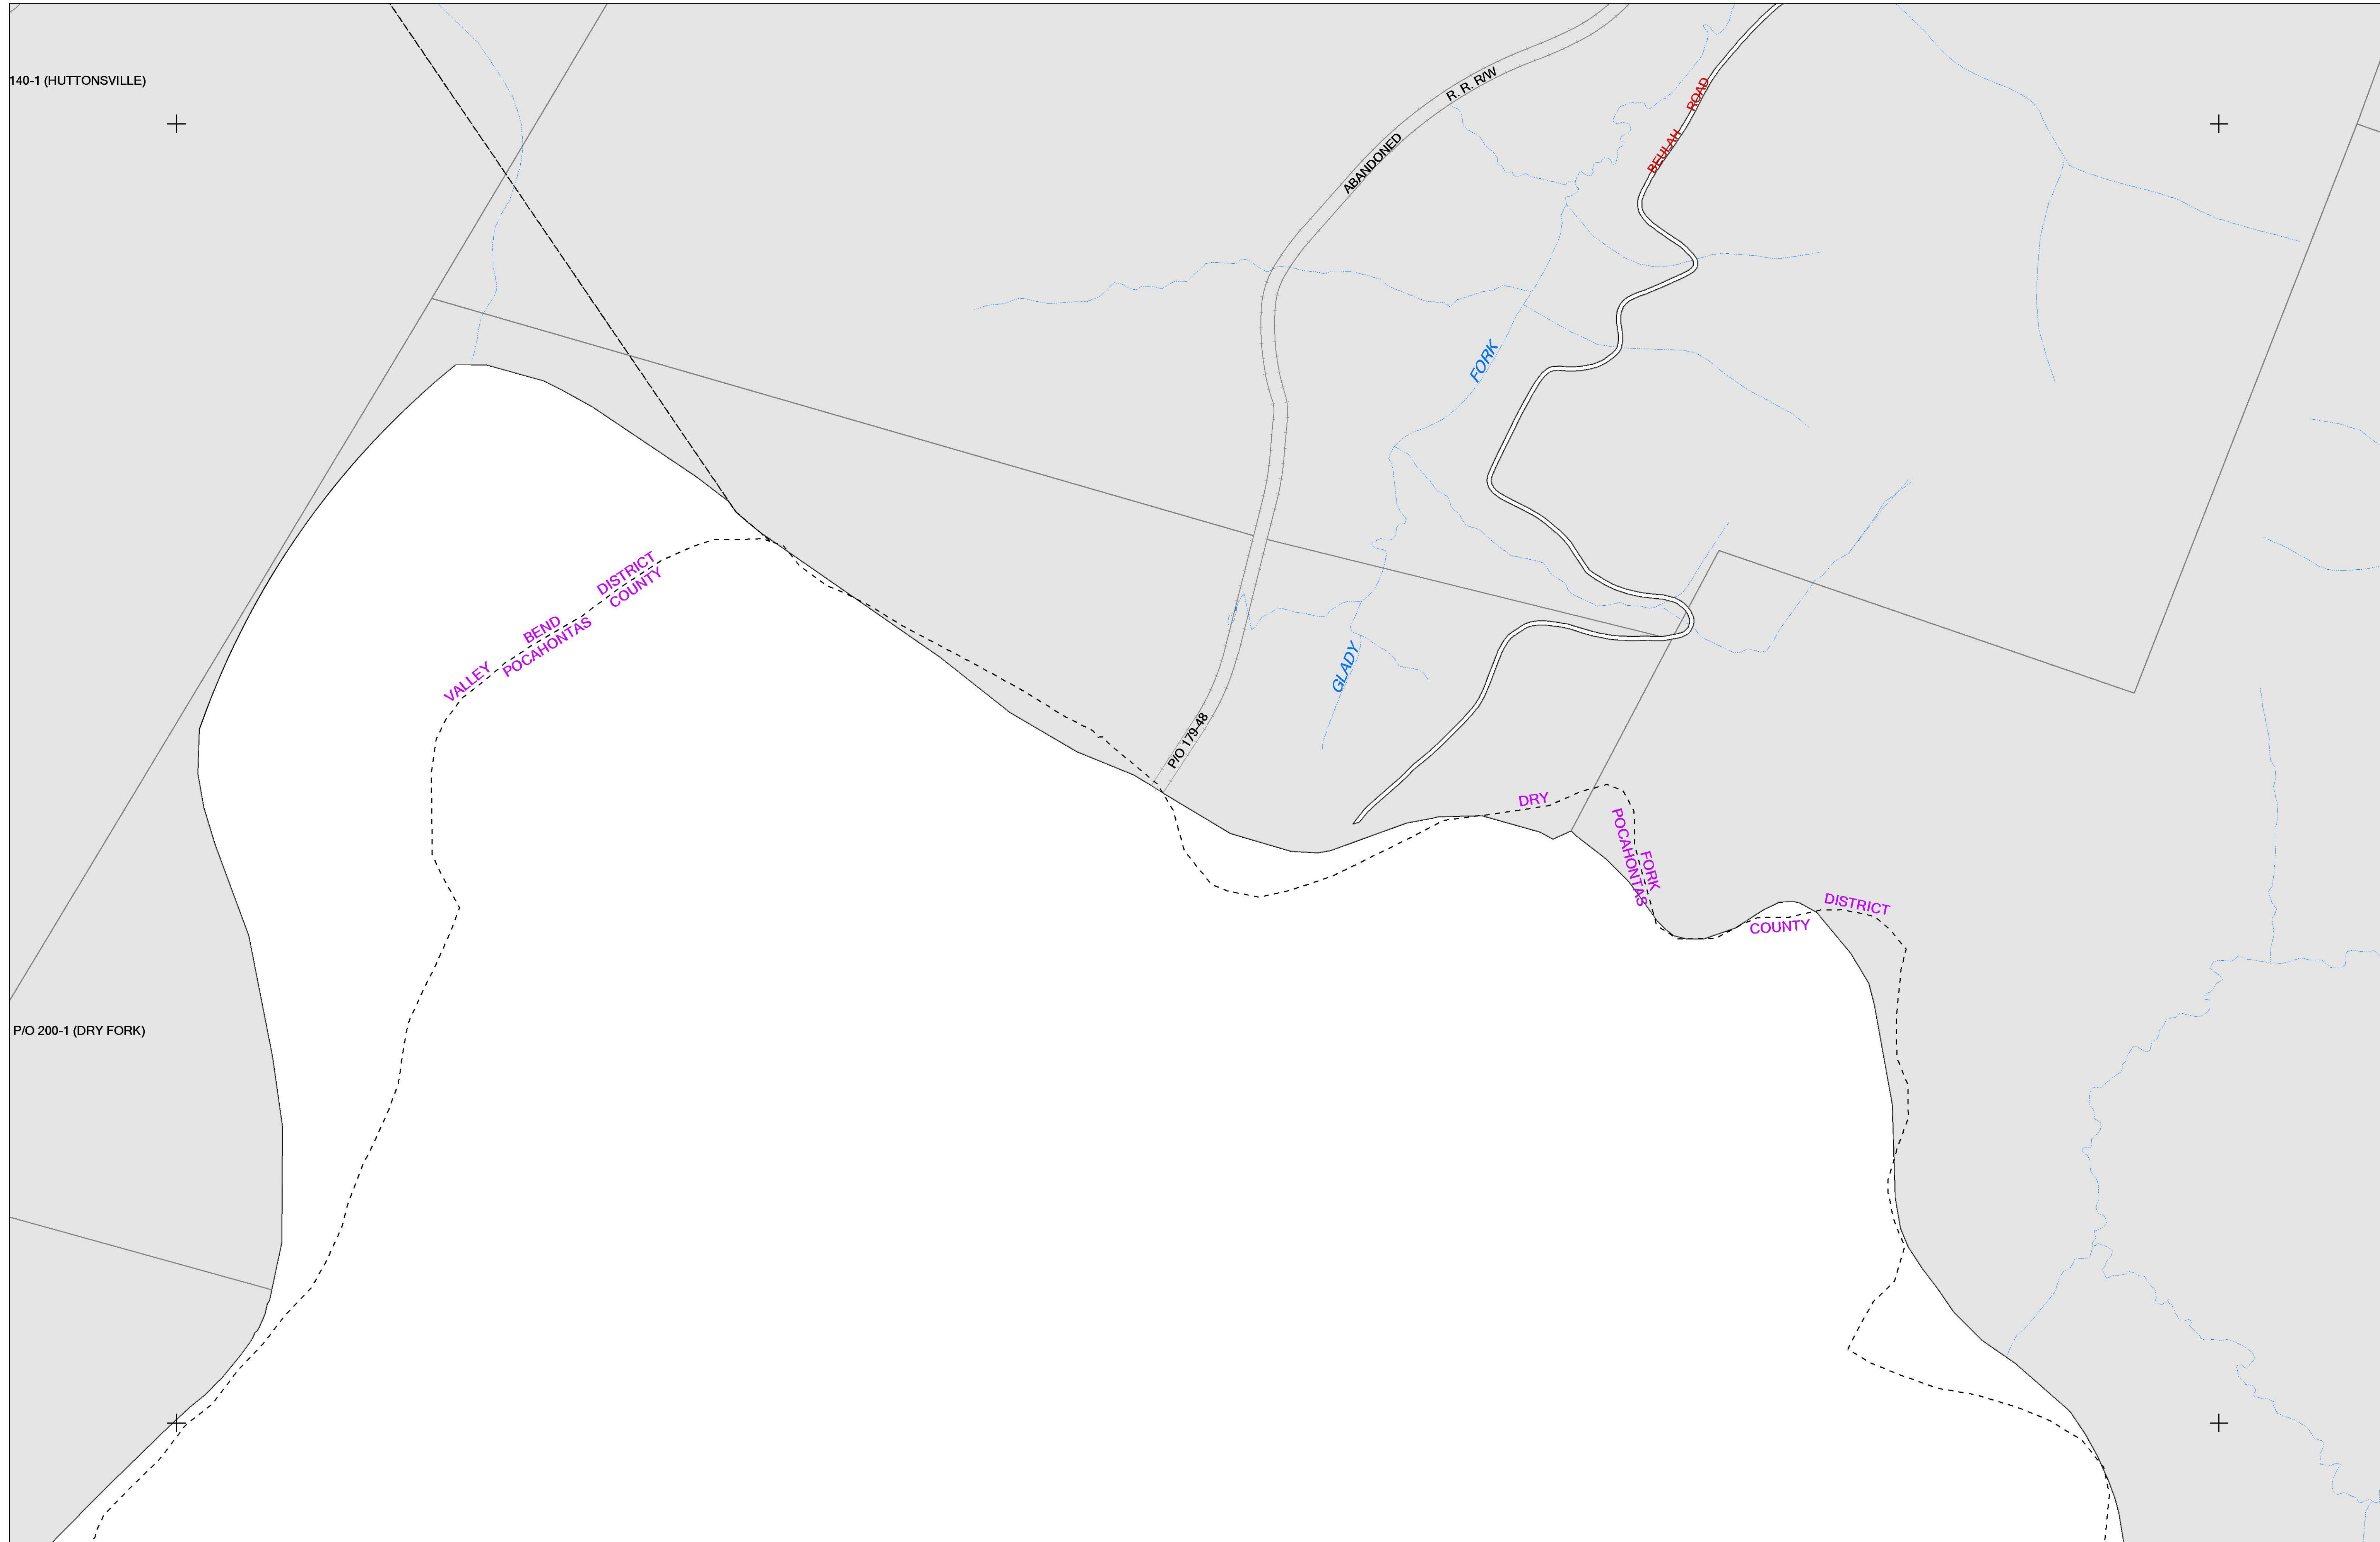 140-1 (HUTTONSVILLE)
R. R. R/W
ABANDONED
BEULAH ROAD
FORK
GLADY
VALLEY BEND DISTRICT
POCAHONTAS COUNTY
P/O 179-48
DRY FORK DISTRICT
POCAHONTAS COUNTY
P/O 200-1 (DRY FORK)